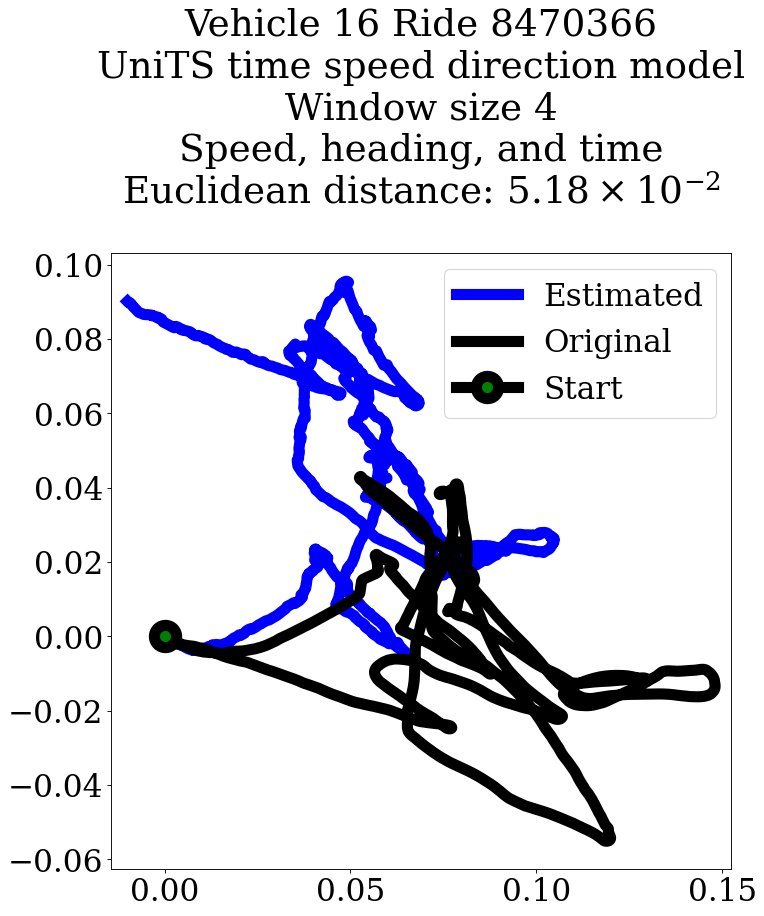 Vehicle 16 Ride 8470366
UniTS time speed direction model
Window size 4
Speed, heading, and time
Euclidean distance: 5.18 × 10⁻²
Estimated
Original
Start
0.10
0.08
0.06
0.04
0.02
0.00
−0.02
−0.04
−0.06
0.00 0.05 0.10 0.15